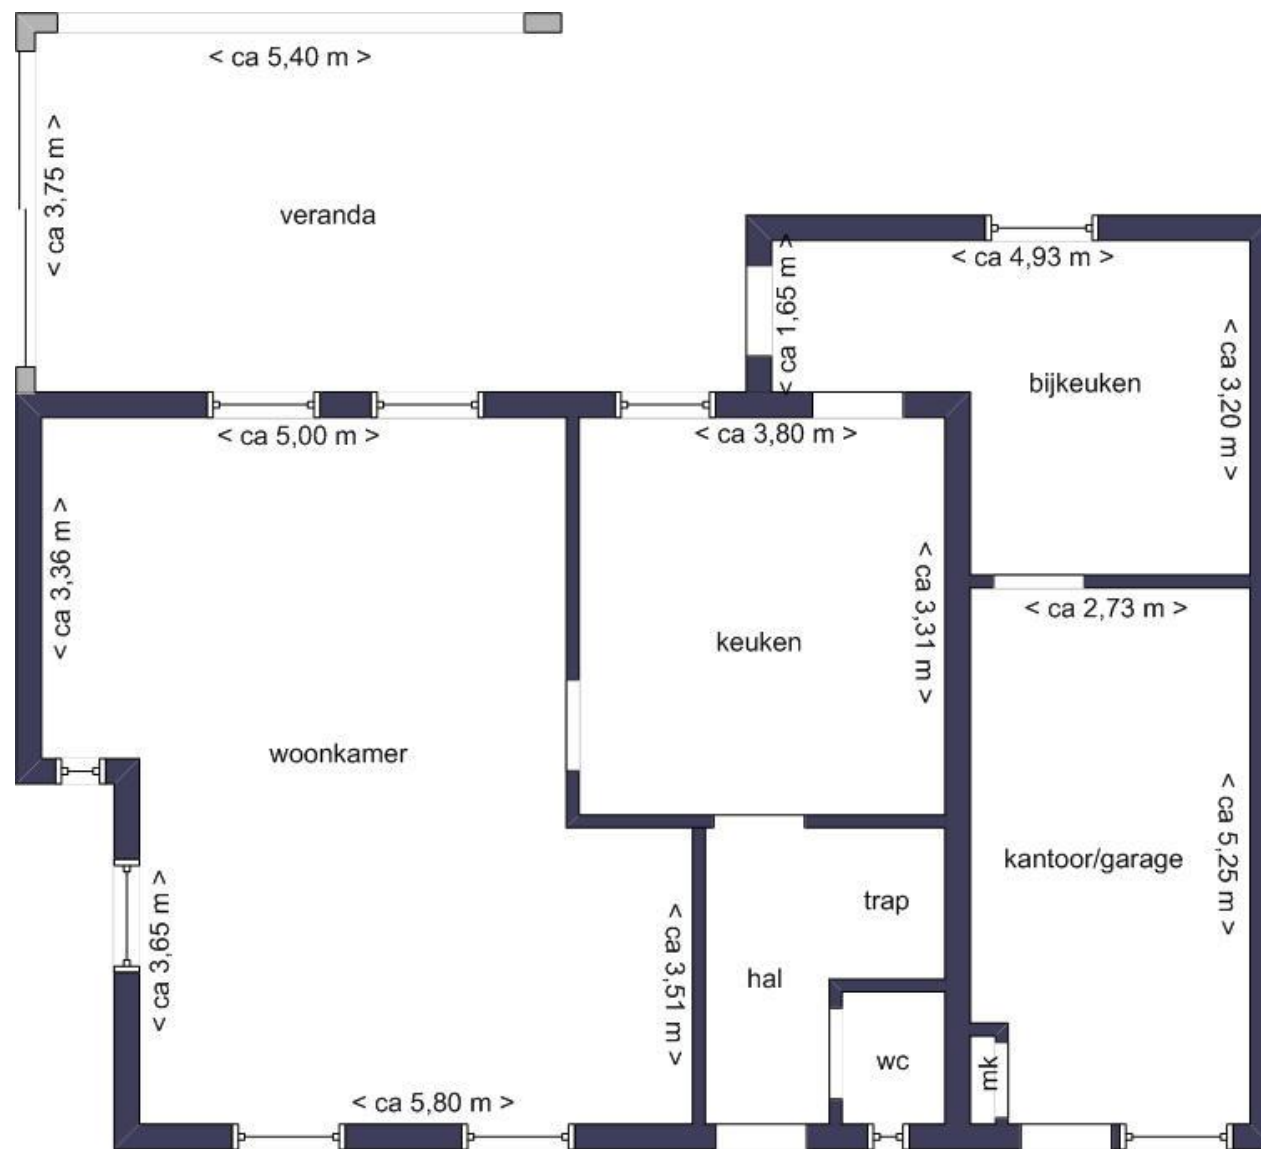 < ca 5,40 m >
< ca 3,75 m >
veranda
< ca 4,93 m >
< ca 1,65 m >
bijkeuken
< ca 3,20 m >
< ca 5,00 m >
< ca 3,80 m >
< ca 3,36 m >
< ca 3,31 m >
keuken
< ca 2,73 m >
woonkamer
kantoor/garage
< ca 5,25 m >
< ca 3,65 m >
< ca 3,51 m >
trap
hal
wc
mk
< ca 5,80 m >